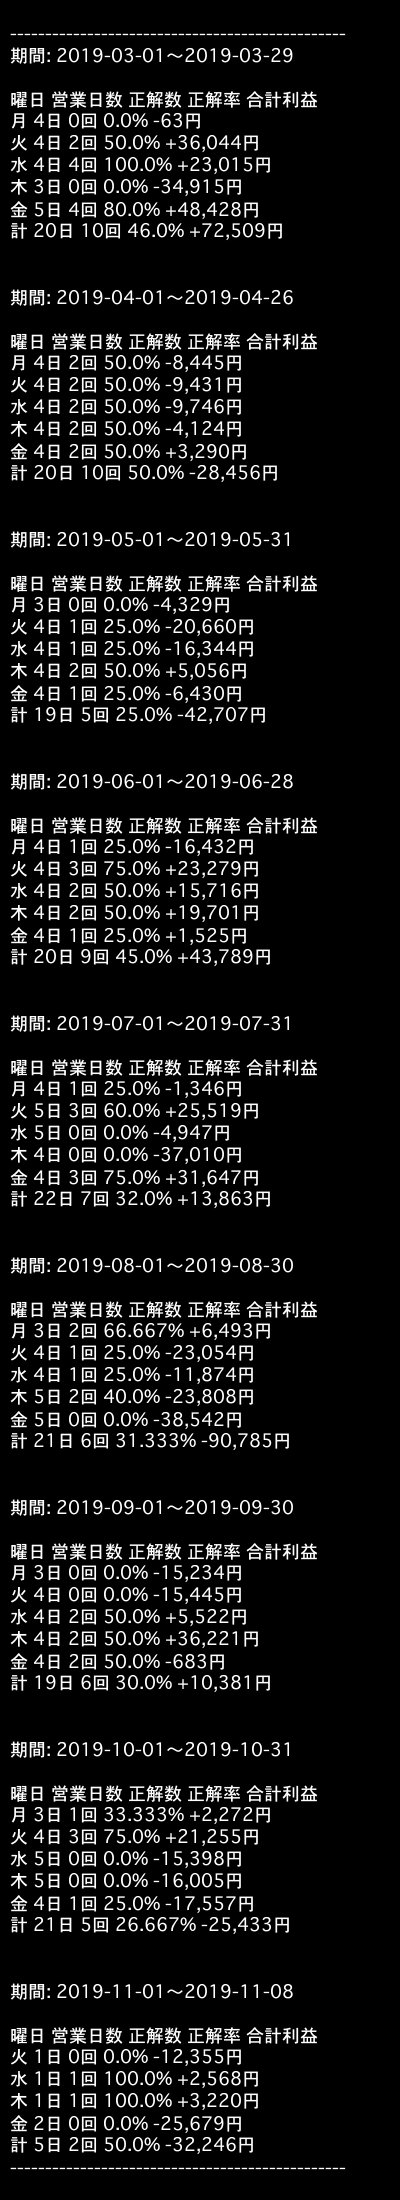 ------------------------------------------------
期間: 2019-03-01～2019-03-29
曜日 営業日数 正解数 正解率 合計利益
月 4日 0回 0.0% -63円
火 4日 2回 50.0% +36,044円
水 4日 4回 100.0% +23,015円
木 3日 0回 0.0% -34,915円
金 5日 4回 80.0% +48,428円
計 20日 10回 46.0% +72,509円
期間: 2019-04-01～2019-04-26
曜日 営業日数 正解数 正解率 合計利益
月 4日 2回 50.0% -8,445円
火 4日 2回 50.0% -9,431円
水 4日 2回 50.0% -9,746円
木 4日 2回 50.0% -4,124円
金 4日 2回 50.0% +3,290円
計 20日 10回 50.0% -28,456円
期間: 2019-05-01～2019-05-31
曜日 営業日数 正解数 正解率 合計利益
月 3日 0回 0.0% -4,329円
火 4日 1回 25.0% -20,660円
水 4日 1回 25.0% -16,344円
木 4日 2回 50.0% +5,056円
金 4日 1回 25.0% -6,430円
計 19日 5回 25.0% -42,707円
期間: 2019-06-01～2019-06-28
曜日 営業日数 正解数 正解率 合計利益
月 4日 1回 25.0% -16,432円
火 4日 3回 75.0% +23,279円
水 4日 2回 50.0% +15,716円
木 4日 2回 50.0% +19,701円
金 4日 1回 25.0% +1,525円
計 20日 9回 45.0% +43,789円
期間: 2019-07-01～2019-07-31
曜日 営業日数 正解数 正解率 合計利益
月 4日 1回 25.0% -1,346円
火 5日 3回 60.0% +25,519円
水 5日 0回 0.0% -4,947円
木 4日 0回 0.0% -37,010円
金 4日 3回 75.0% +31,647円
計 22日 7回 32.0% +13,863円
期間: 2019-08-01～2019-08-30
曜日 営業日数 正解数 正解率 合計利益
月 3日 2回 66.667% +6,493円
火 4日 1回 25.0% -23,054円
水 4日 1回 25.0% -11,874円
木 5日 2回 40.0% -23,808円
金 5日 0回 0.0% -38,542円
計 21日 6回 31.333% -90,785円
期間: 2019-09-01～2019-09-30
曜日 営業日数 正解数 正解率 合計利益
月 3日 0回 0.0% -15,234円
火 4日 0回 0.0% -15,445円
水 4日 2回 50.0% +5,522円
木 4日 2回 50.0% +36,221円
金 4日 2回 50.0% -683円
計 19日 6回 30.0% +10,381円
期間: 2019-10-01～2019-10-31
曜日 営業日数 正解数 正解率 合計利益
月 3日 1回 33.333% +2,272円
火 4日 3回 75.0% +21,255円
水 5日 0回 0.0% -15,398円
木 5日 0回 0.0% -16,005円
金 4日 1回 25.0% -17,557円
計 21日 5回 26.667% -25,433円
期間: 2019-11-01～2019-11-08
曜日 営業日数 正解数 正解率 合計利益
火 1日 0回 0.0% -12,355円
水 1日 1回 100.0% +2,568円
木 1日 1回 100.0% +3,220円
金 2日 0回 0.0% -25,679円
計 5日 2回 50.0% -32,246円
------------------------------------------------